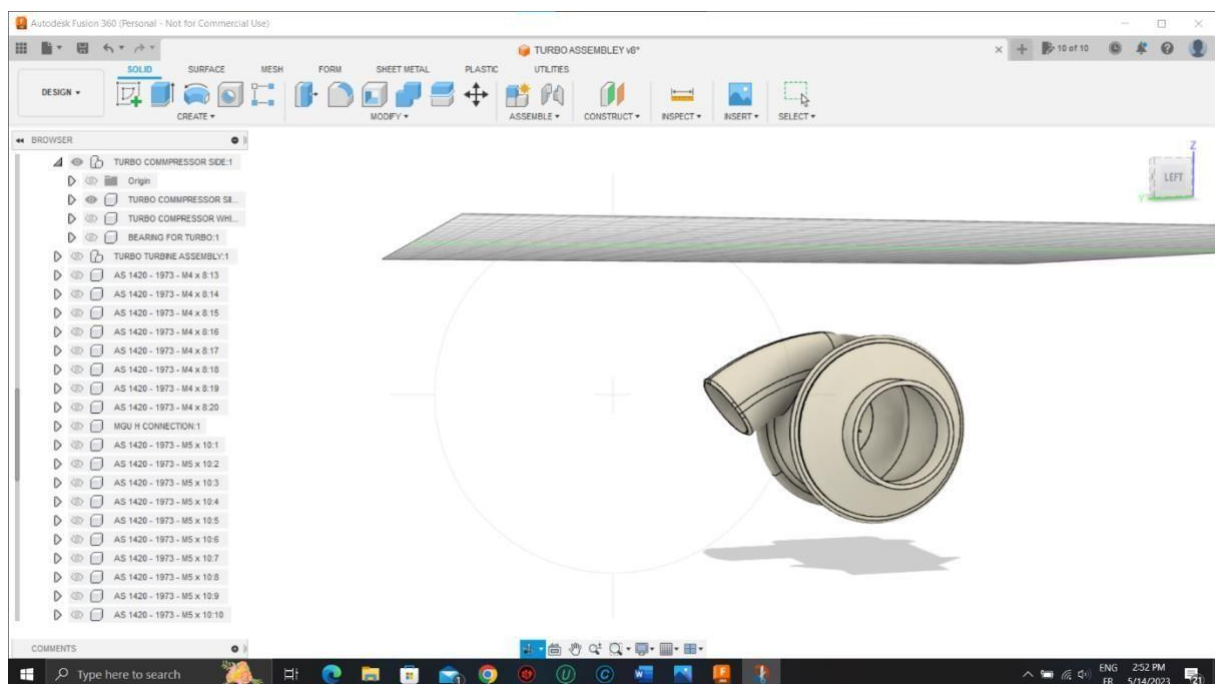 Autodesk Fusion 360 (Personal - Not for Commercial Use)
TURBO ASSEMBLEY v6*
10 of 10
SOLID SURFACE MESH FORM SHEET METAL PLASTIC UTILITIES
DESIGN
CREATE MODIFY ASSEMBLE CONSTRUCT INSPECT INSERT SELECT
BROWSER
TURBO COMMPRESSOR SIDE:1
Origin
TURBO COMMPRESSOR SI...
TURBO COMPRESSOR WHI...
BEARING FOR TURBO:1
TURBO TURBINE ASSEMBLY:1
AS 1420 - 1973 - M4 x 8:13
AS 1420 - 1973 - M4 x 8:14
AS 1420 - 1973 - M4 x 8:15
AS 1420 - 1973 - M4 x 8:16
AS 1420 - 1973 - M4 x 8:17
AS 1420 - 1973 - M4 x 8:18
AS 1420 - 1973 - M4 x 8:19
AS 1420 - 1973 - M4 x 8:20
MGU H CONNECTION:1
AS 1420 - 1973 - M5 x 10:1
AS 1420 - 1973 - M5 x 10:2
AS 1420 - 1973 - M5 x 10:3
AS 1420 - 1973 - M5 x 10:4
AS 1420 - 1973 - M5 x 10:5
AS 1420 - 1973 - M5 x 10:6
AS 1420 - 1973 - M5 x 10:7
AS 1420 - 1973 - M5 x 10:8
AS 1420 - 1973 - M5 x 10:9
AS 1420 - 1973 - M5 x 10:10
Z
LEFT
Y
COMMENTS
Type here to search
ENG 2:52 PM
FR 5/14/2023
21